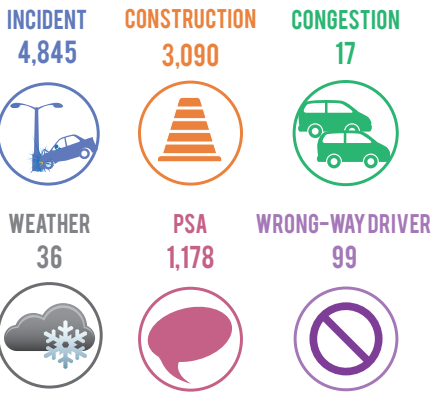 INCIDENT
4,845
CONSTRUCTION
3,090
CONGESTION
17
WEATHER
36
PSA
1,178
WRONG-WAY DRIVER
99